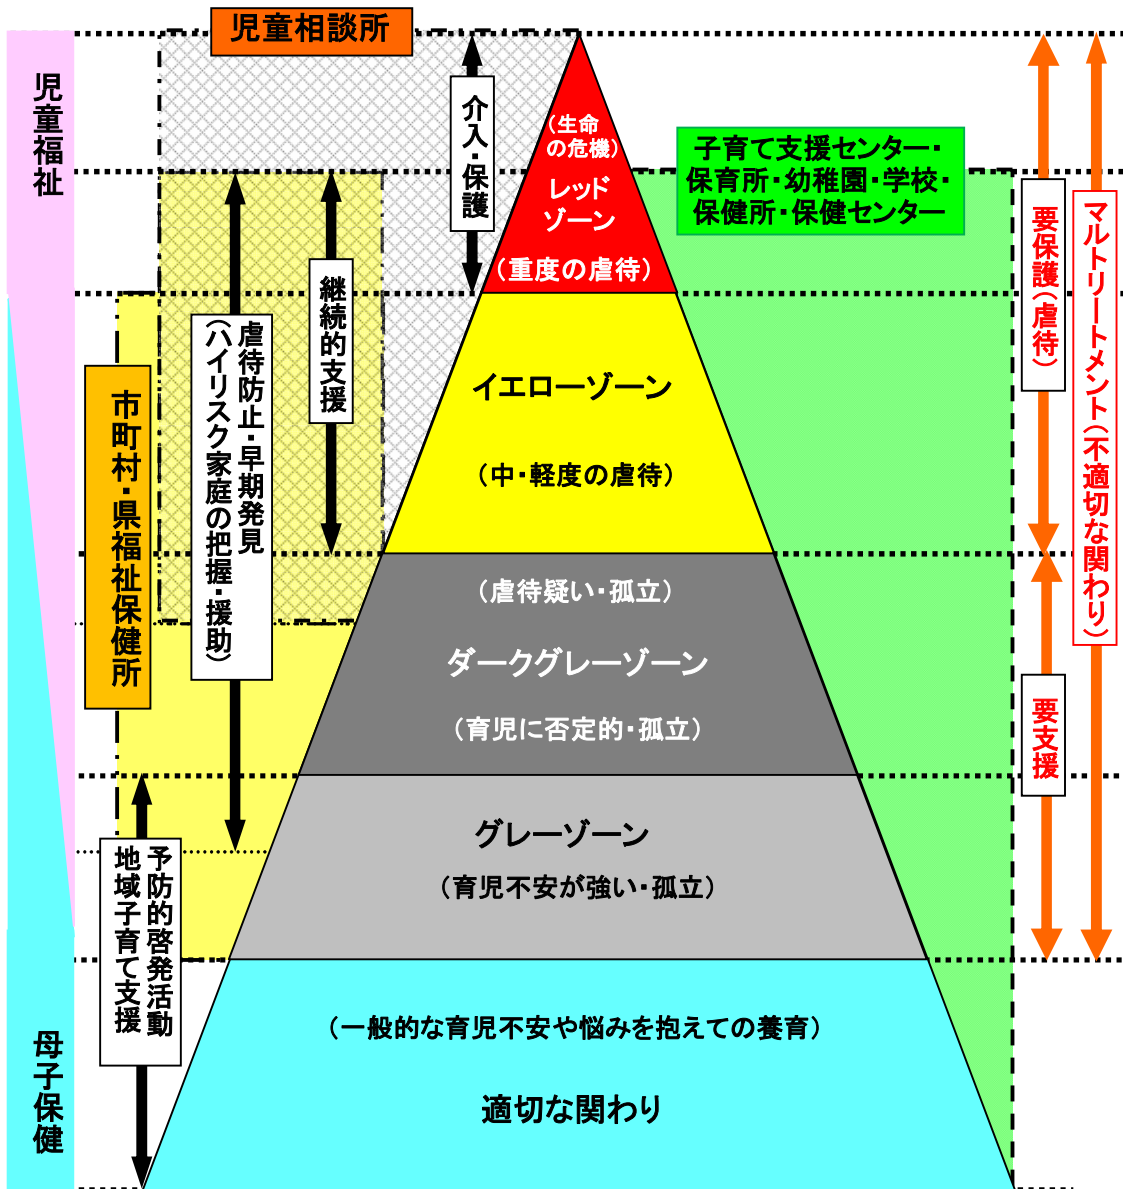 児童相談所
児童福祉
介入・保護
(生命
の危機)
レッド
ゾーン
(重度の虐待)
子育て支援センター・
保育所・幼稚園・学校・
保健所・保健センター
要保護(虐待)
マルトリートメント(不適切な関わり)
継続的支援
虐待防止・早期発見
(ハイリスク家庭の把握・援助)
市町村・県福祉保健所
イエローゾーン
(中・軽度の虐待)
(虐待疑い・孤立)
ダークグレーゾーン
(育児に否定的・孤立)
要支援
グレーゾーン
(育児不安が強い・孤立)
予防的啓発活動
地域子育て支援
母子保健
(一般的な育児不安や悩みを抱えての養育)
適切な関わり